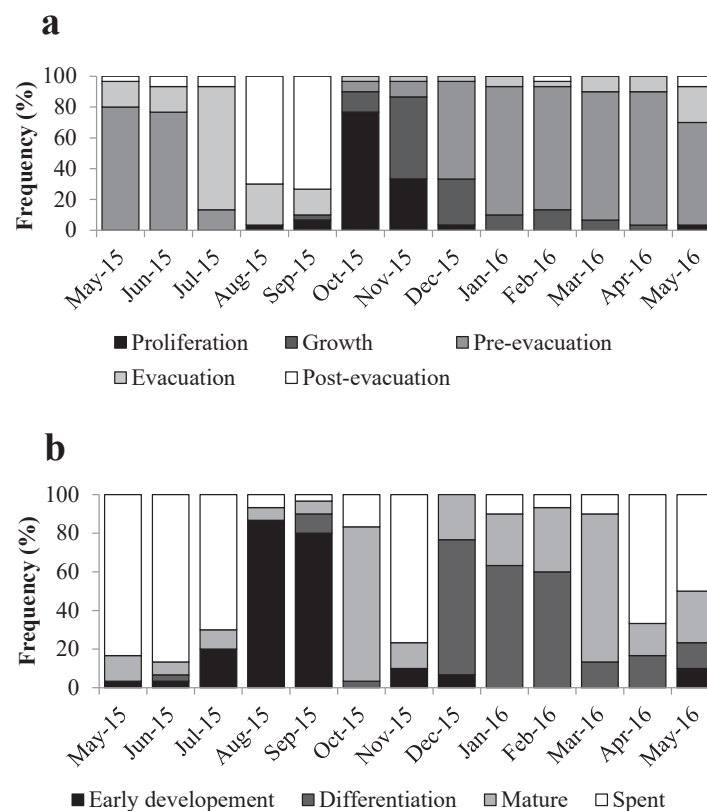 a
Frequency (%)
100
80
60
40
20
0
May-15 Jun-15 Jul-15 Aug-15 Sep-15 Oct-15 Nov-15 Dec-15 Jan-16 Feb-16 Mar-16 Apr-16 May-16
Proliferation Growth Pre-evacuation
Evacuation Post-evacuation
b
Frequency (%)
100
80
60
40
20
0
May-15 Jun-15 Jul-15 Aug-15 Sep-15 Oct-15 Nov-15 Dec-15 Jan-16 Feb-16 Mar-16 Apr-16 May-16
Early developement Differentiation Mature Spent